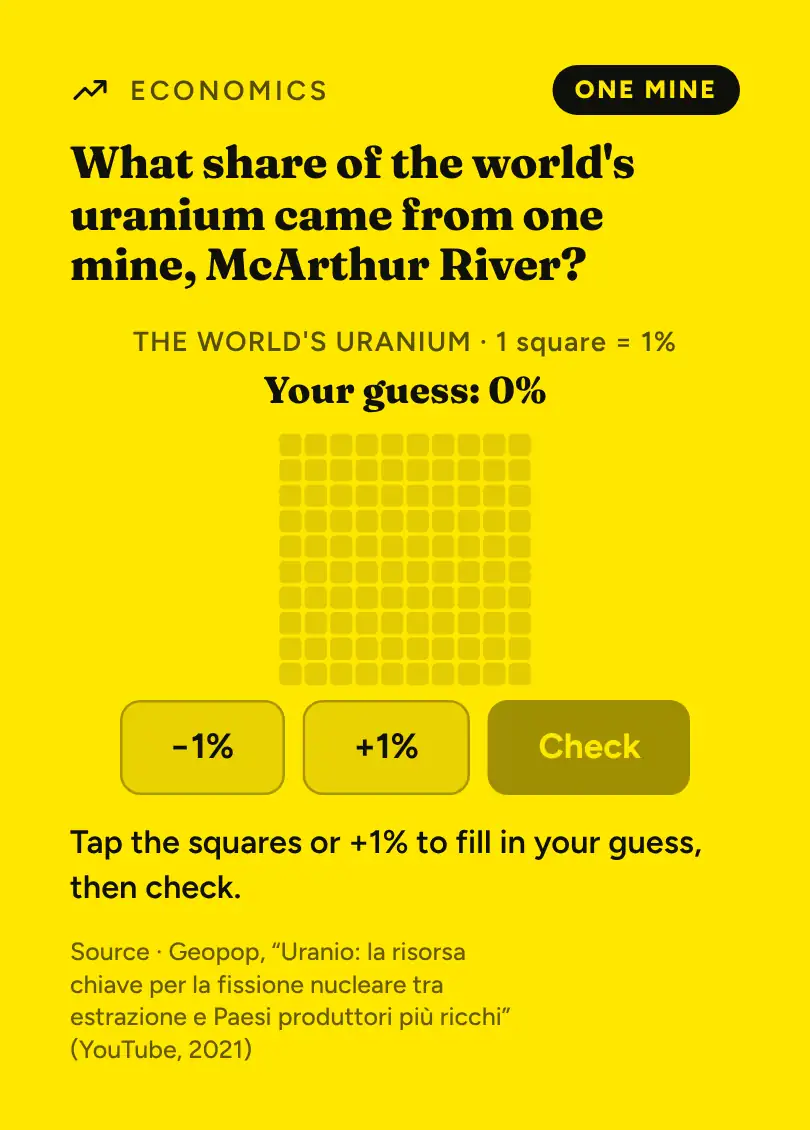 ECONOMICS
ONE MINE
What share of the world's
uranium came from one
mine, McArthur River?
THE WORLD'S URANIUM · 1 square = 1%
Your guess: 0%
−1%
+1%
Check
Tap the squares or +1% to fill in your guess,
then check.
Source · Geopop, “Uranio: la risorsa
chiave per la fissione nucleare tra
estrazione e Paesi produttori più ricchi”
(YouTube, 2021)